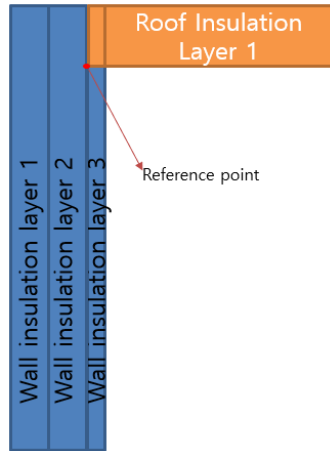 Roof Insulation
Layer 1
Reference point
Wall insulation layer 1
Wall insulation layer 2
Wall insulation layer 3